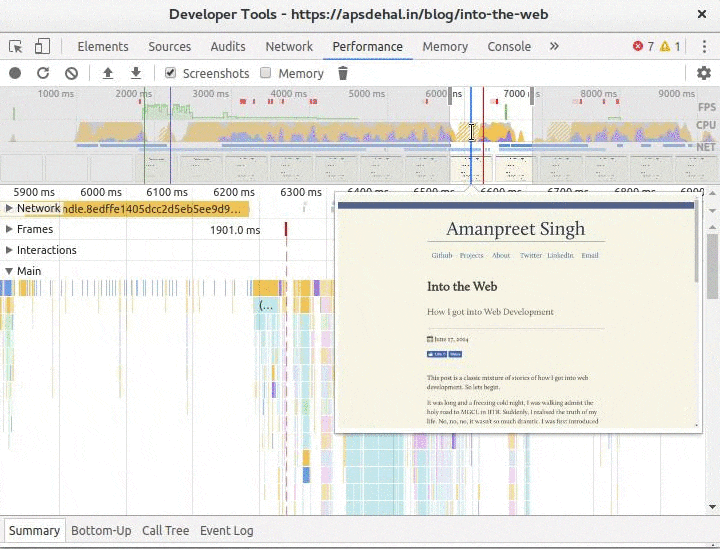 Developer Tools - https://apsdehal.in/blog/into-the-web
Elements Sources Audits Network Performance Memory Console » 7 1
Screenshots Memory
1000 ms 2000 ms 3000 ms 4000 ms 5000 ms 6000 ms 7000 ms 8000 ms 9000 ms
FPS
CPU
NET
5900 ms 6000 ms 6100 ms 6200 ms 6300 ms 6400 ms 6500 ms 6600 ms 6700 ms 6800 ms
Network ndle.8edffe1405dcc2d5eb5ee9d9...
Frames 1901.0 ms
Interactions
Main
(...
Amanpreet Singh
Github Projects About Twitter LinkedIn Email
Into the Web
How I got into Web Development
June 17, 2014
Like Share
This post is a classic mixture of stories of how I got into web
development. So lets begin.
It was long and a freezing cold night, I was walking admist the
holy road to MGCL in IITR. Suddenly, I realised the truth of my
life. No, no, no, it wasn't so much dramtic. I was first introduced
Summary Bottom-Up Call Tree Event Log